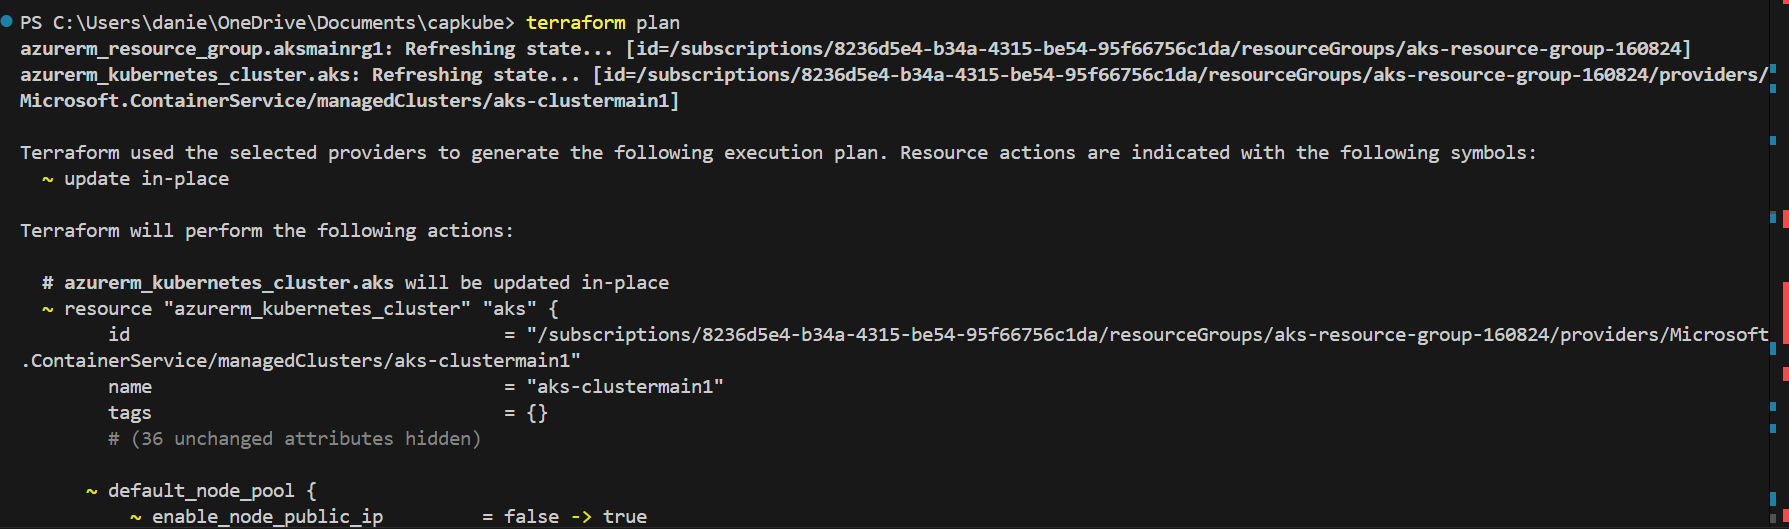 PS C:\Users\danie\OneDrive\Documents\capkube> terraform plan
azurerm_resource_group.aksmainrg1: Refreshing state... [id=/subscriptions/8236d5e4-b34a-4315-be54-95f66756c1da/resourceGroups/aks-resource-group-160824]
azurerm_kubernetes_cluster.aks: Refreshing state... [id=/subscriptions/8236d5e4-b34a-4315-be54-95f66756c1da/resourceGroups/aks-resource-group-160824/providers/
Microsoft.ContainerService/managedClusters/aks-clustermain1]
Terraform used the selected providers to generate the following execution plan. Resource actions are indicated with the following symbols:
~ update in-place
Terraform will perform the following actions:
# azurerm_kubernetes_cluster.aks will be updated in-place
~ resource "azurerm_kubernetes_cluster" "aks" {
id = "/subscriptions/8236d5e4-b34a-4315-be54-95f66756c1da/resourceGroups/aks-resource-group-160824/providers/Microsoft
.ContainerService/managedClusters/aks-clustermain1"
name = "aks-clustermain1"
tags = {}
# (36 unchanged attributes hidden)
~ default_node_pool {
~ enable_node_public_ip = false -> true